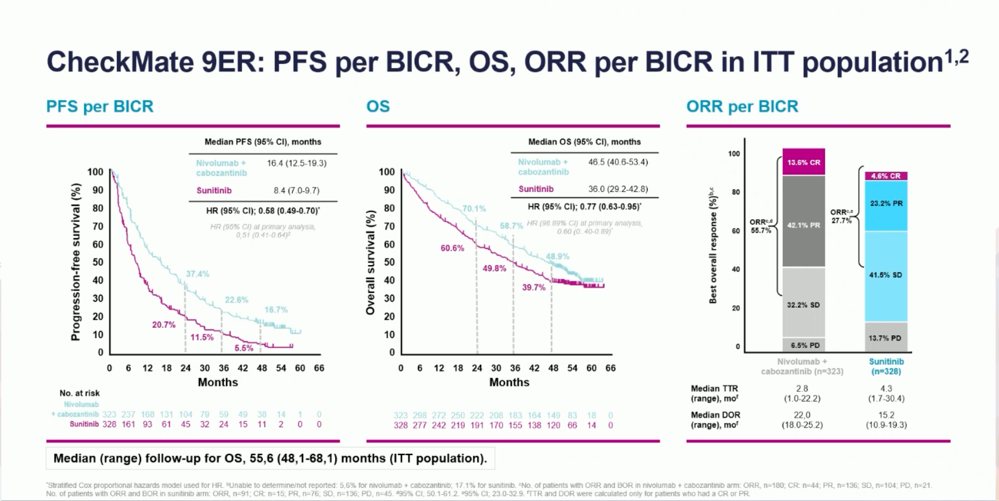 CheckMate 9ER: PFS per BICR, OS, ORR per BICR in ITT population1,2
PFS per BICR
Median PFS (95% CI), months
Nivolumab + cabozantinib 16.4 (12.5-19.3)
Sunitinib 8.4 (7.0-9.7)
HR (95% CI); 0.58 (0.49-0.70)*
HR (95% CI) at primary analysis,
0,51 (0.41-0.64)2
Progression-free survival (%)
100
90
80
70
60
50
40
30
20
10
0
37.4%
22.6%
16.7%
20.7%
11.5%
5.5%
0 6 12 18 24 30 36 42 48 54 60 66
Months
No. at risk
Nivolumab
+ cabozantinib 323 237 168 131 104 79 59 49 38 14 1 0
Sunitinib 328 161 93 61 45 32 24 15 11 2 0 0
OS
Median OS (95% CI), months
Nivolumab + cabozantinib 46.5 (40.6-53.4)
Sunitinib 36.0 (29.2-42.8)
HR (95% CI); 0.77 (0.63-0.95)*
HR (98.89% CI) at primary analysis,
0.60 (0..40-0.89)*
Overall survival (%)
100
90
80
70
60
50
40
30
20
10
0
70.1%
58.7%
48.9%
60.6%
49.8%
39.7%
0 6 12 18 24 30 36 42 48 54 60 66
Months
323 298 272 250 222 208 183 164 149 83 18 0
328 277 242 219 191 170 155 138 120 66 14 0
ORR per BICR
Best overall response (%)b,c
100
80
60
40
20
0
ORRc,d
55.7%
13.6% CR
42.1% PR
32.2% SD
6.5% PD
ORRc,e
27.7%
4.6% CR
23.2% PR
41.5% SD
13.7% PD
Nivolumab +
cabozantinib (n=323)
Sunitinib
(n=328)
Median TTR 2.8 4.3
(range), mof (1.0-22.2) (1.7-30.4)
Median DOR 22,0 15.2
(range), mof (18.0-25.2) (10.9-19.3)
Median (range) follow-up for OS, 55,6 (48,1-68,1) months (ITT population).
*Stratified Cox proportional hazards model used for HR. bUnable to determine/not reported: 5,6% for nivolumab + cabozantinib; 17.1% for sunitinib. cNo. of patients with ORR and BOR in nivolumab + cabozantinib arm: ORR, n=180; CR: n=44; PR, n=136; SD, n=104; PD, n=21.
No. of patients with ORR and BOR in sunitinib arm: ORR, n=91; CR: n=15; PR, n=76; SD, n=136; PD, n=45. d95% CI; 50.1-61.2. e95% CI; 23.0-32.9. fTTR and DOR were calculated only for patients who had a CR or PR.